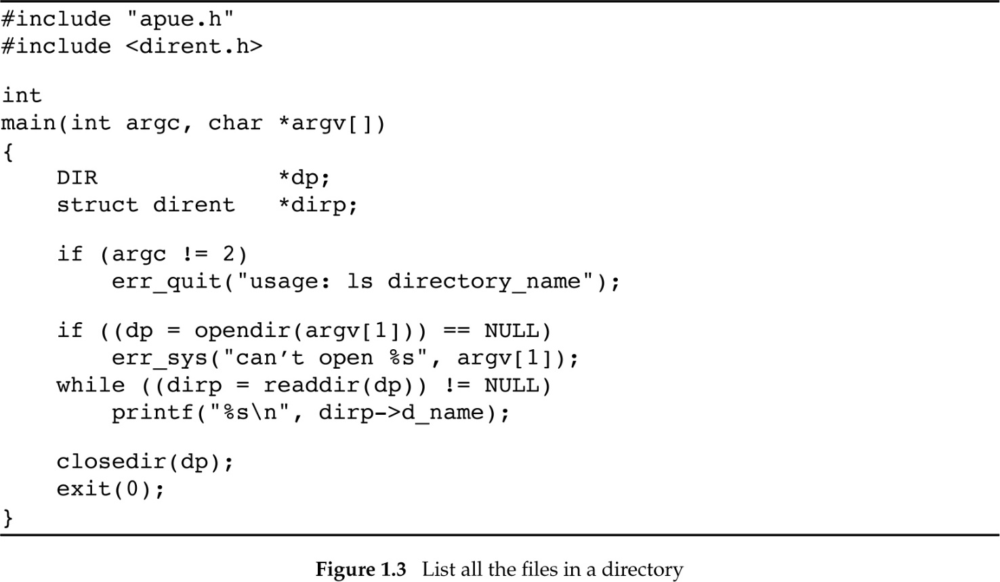 #include "apue.h"
#include <dirent.h>

int
main(int argc, char *argv[])
{
    DIR             *dp;
    struct dirent   *dirp;

    if (argc != 2)
        err_quit("usage: ls directory_name");

    if ((dp = opendir(argv[1])) == NULL)
        err_sys("can’t open %s", argv[1]);
    while ((dirp = readdir(dp)) != NULL)
        printf("%s\n", dirp->d_name);

    closedir(dp);
    exit(0);
}
Figure 1.3   List all the files in a directory